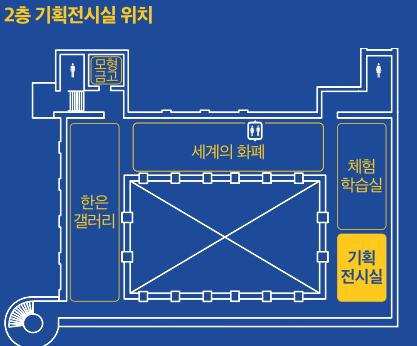 2층 기획전시실 위치
모형
금고
세계의 화폐
체험
학습실
한은
갤러리
기획
전시실